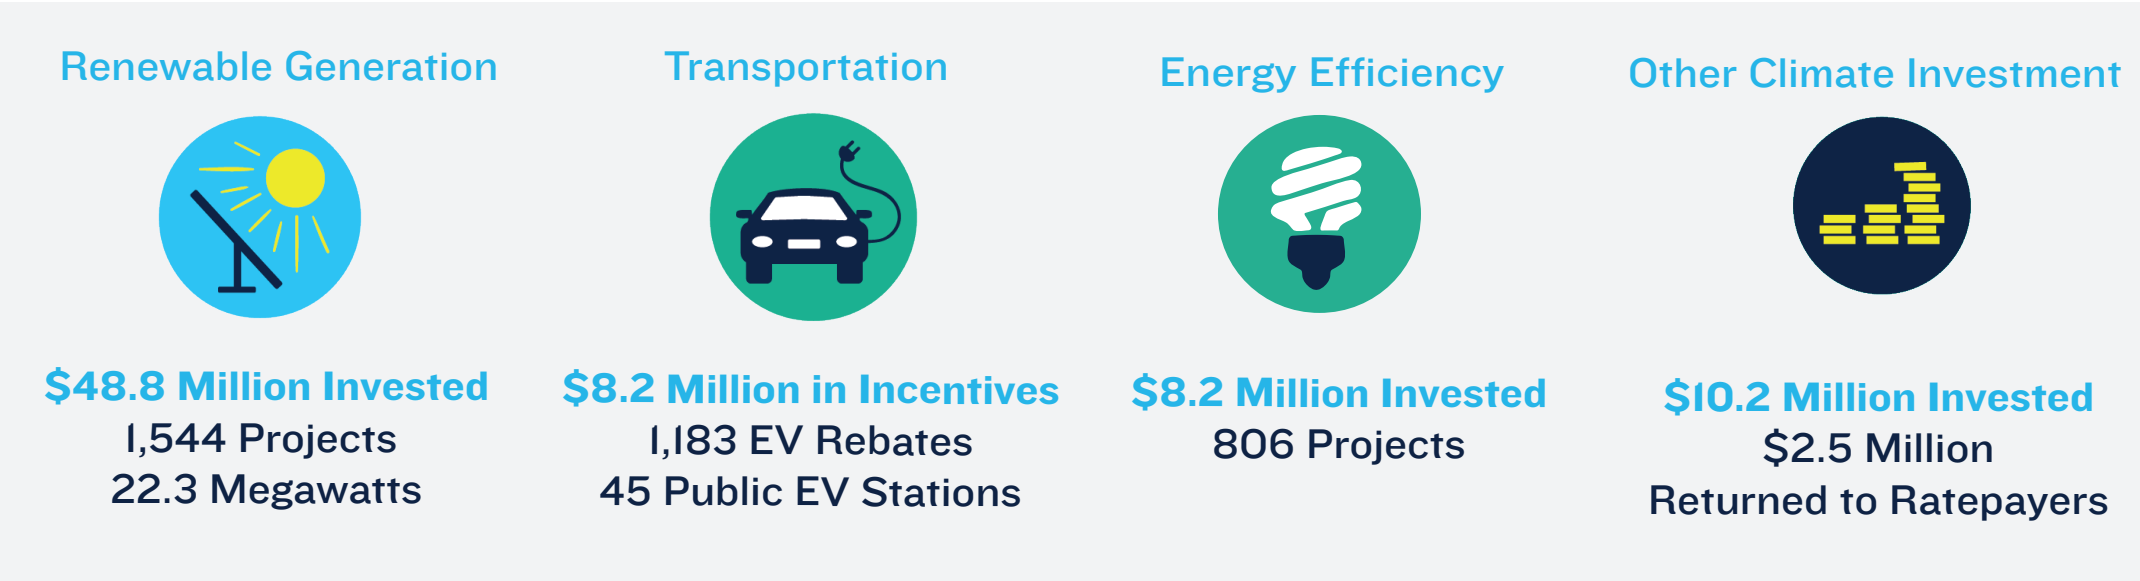 Renewable Generation
$48.8 Million Invested
1,544 Projects
22.3 Megawatts
Transportation
$8.2 Million in Incentives
1,183 EV Rebates
45 Public EV Stations
Energy Efficiency
$8.2 Million Invested
806 Projects
Other Climate Investment
$10.2 Million Invested
$2.5 Million
Returned to Ratepayers